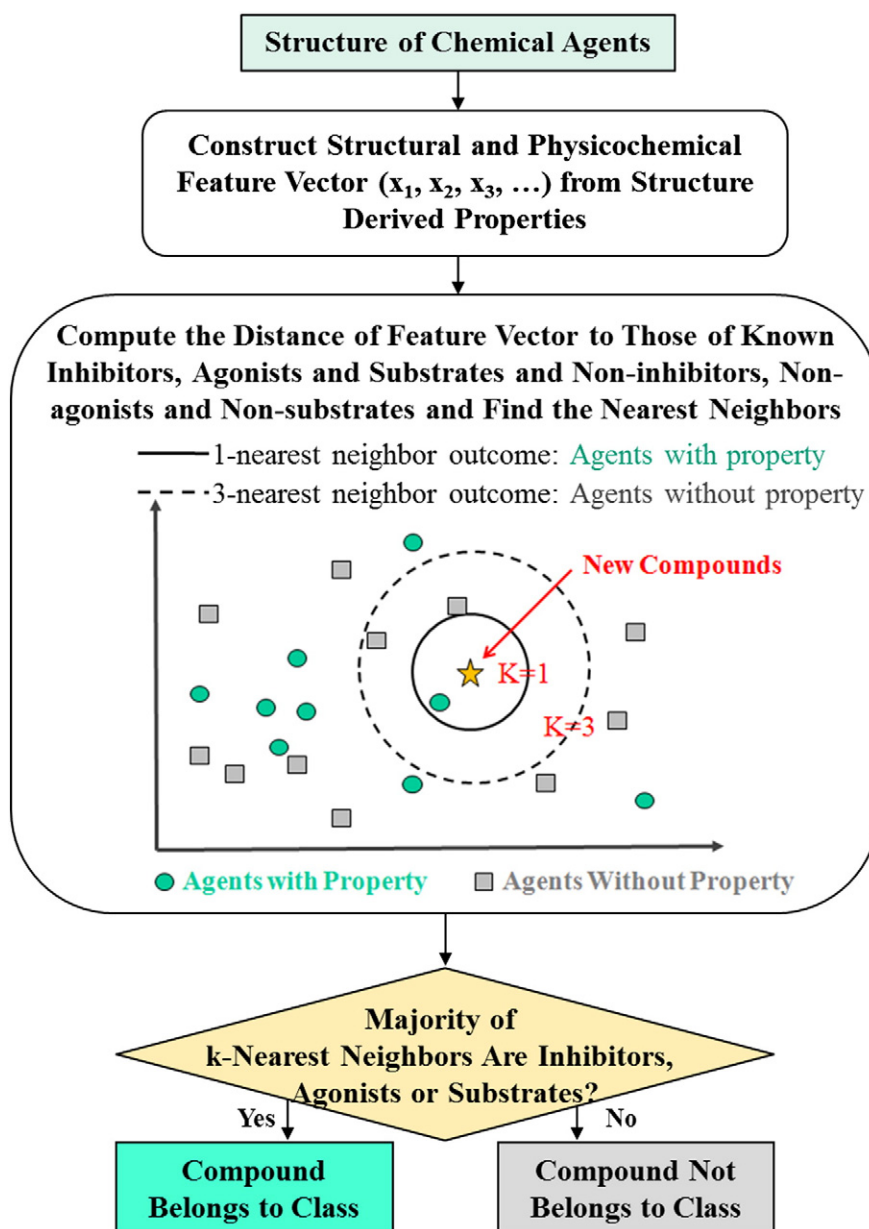 Structure of Chemical Agents
Construct Structural and Physicochemical
Feature Vector (x₁, x₂, x₃, …) from Structure
Derived Properties
Compute the Distance of Feature Vector to Those of Known
Inhibitors, Agonists and Substrates and Non-inhibitors, Non-
agonists and Non-substrates and Find the Nearest Neighbors
1-nearest neighbor outcome: Agents with property
3-nearest neighbor outcome: Agents without property
New Compounds
K=1
K=3
Agents with Property
Agents Without Property
Majority of
k-Nearest Neighbors Are Inhibitors,
Agonists or Substrates?
Yes
No
Compound
Belongs to Class
Compound Not
Belongs to Class